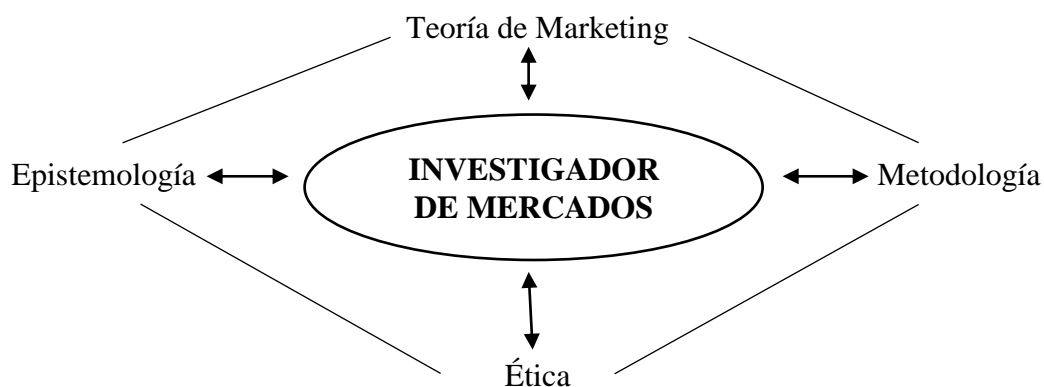 Teoría de Marketing
Epistemología
INVESTIGADOR
DE MERCADOS
Metodología
Ética